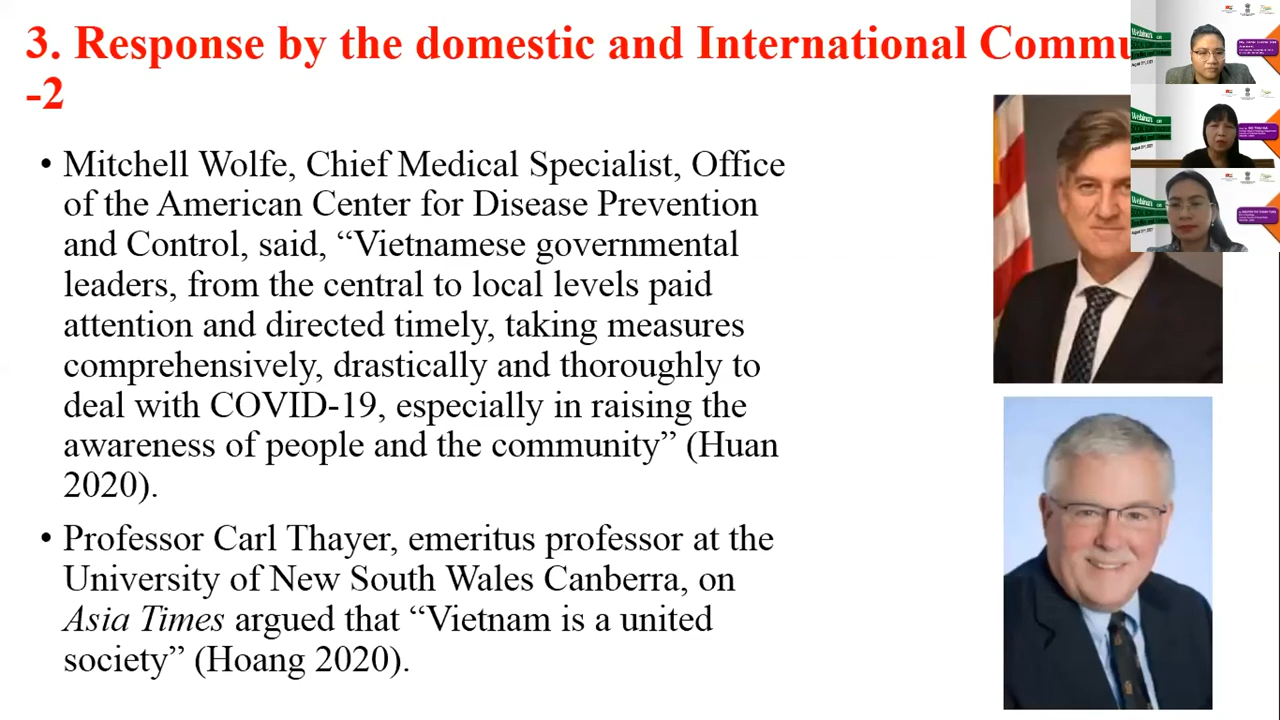 3. Response by the domestic and International Commu
-2
• Mitchell Wolfe, Chief Medical Specialist, Office
of the American Center for Disease Prevention
and Control, said, “Vietnamese governmental
leaders, from the central to local levels paid
attention and directed timely, taking measures
comprehensively, drastically and thoroughly to
deal with COVID-19, especially in raising the
awareness of people and the community” (Huan
2020).
• Professor Carl Thayer, emeritus professor at the
University of New South Wales Canberra, on
Asia Times argued that “Vietnam is a united
society” (Hoang 2020).
Webinar
Webinar
Webinar